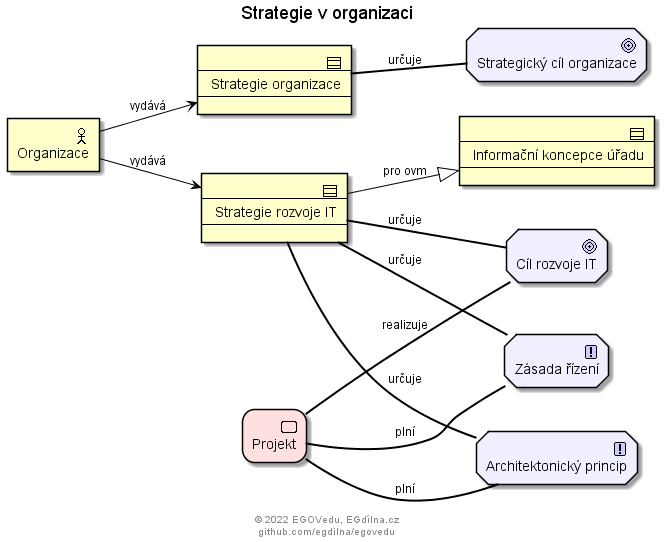 Strategie v organizaci
Organizace
vydává
vydává
Strategie organizace
určuje
Strategický cíl organizace
Strategie rozvoje IT
pro ovm
Informační koncepce úřadu
určuje
Cíl rozvoje IT
určuje
Zásada řízení
realizuje
určuje
Architektonický princip
Projekt
plní
plní
© 2022 EGOVedu, EGdílna.cz
github.com/egdilna/egovedu